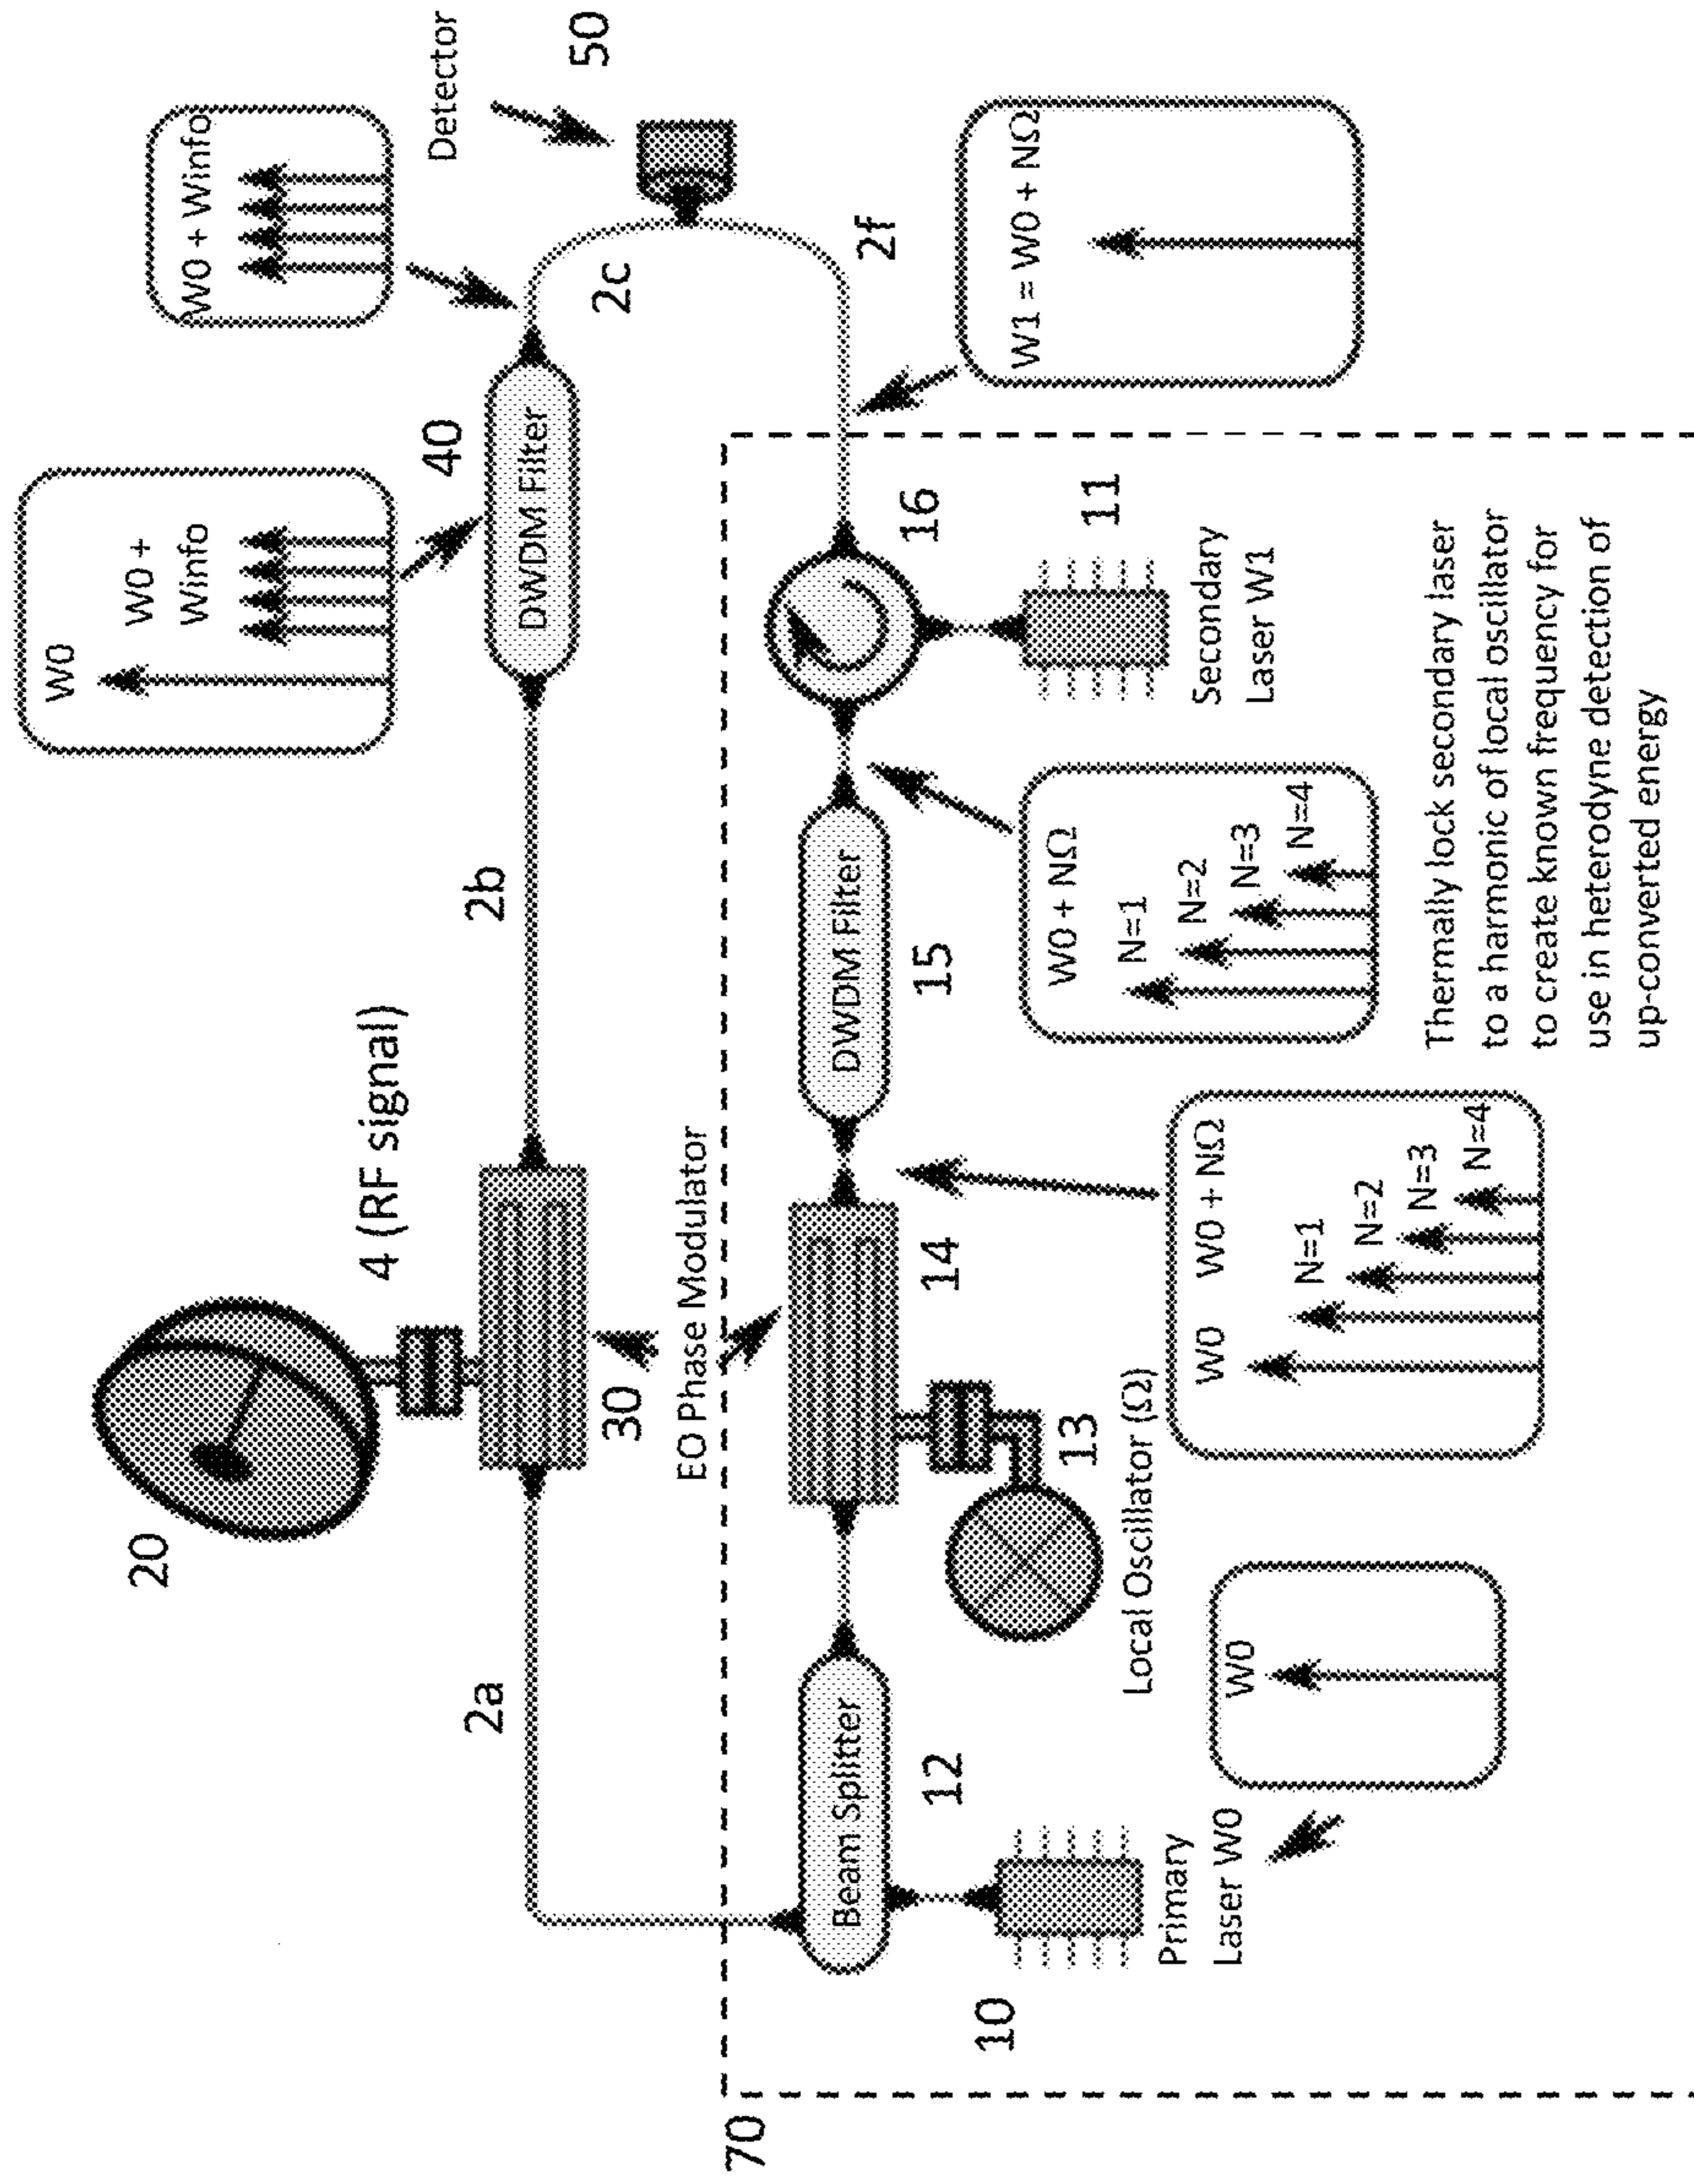 70
20
4 (RF signal)
2a
2b
W0
W0 +
Winfo
40
DWDM Filter
W0 + Winfo
Detector
50
2c
2f
30
EO Phase Modulator
Beam Splitter
12
14
DWDM Filter
15
16
10
Primary
Laser W0
W0
13
Local Oscillator (Ω)
W0
W0 + NΩ
N=1
N=2
N=3
N=4
W0 + NΩ
N=1
N=2
N=3
N=4
11
Secondary
Laser W1
W1 = W0 + NΩ
Thermally lock secondary laser
to a harmonic of local oscillator
to create known frequency for
use in heterodyne detection of
up-converted energy